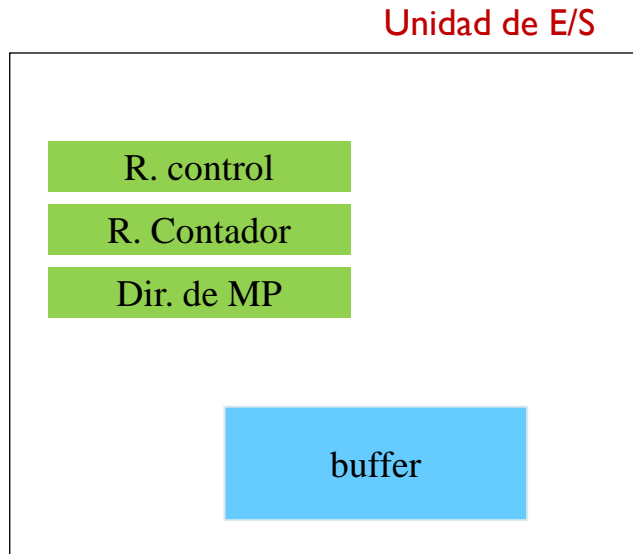 Unidad de E/S
R. control
R. Contador
Dir. de MP
buffer